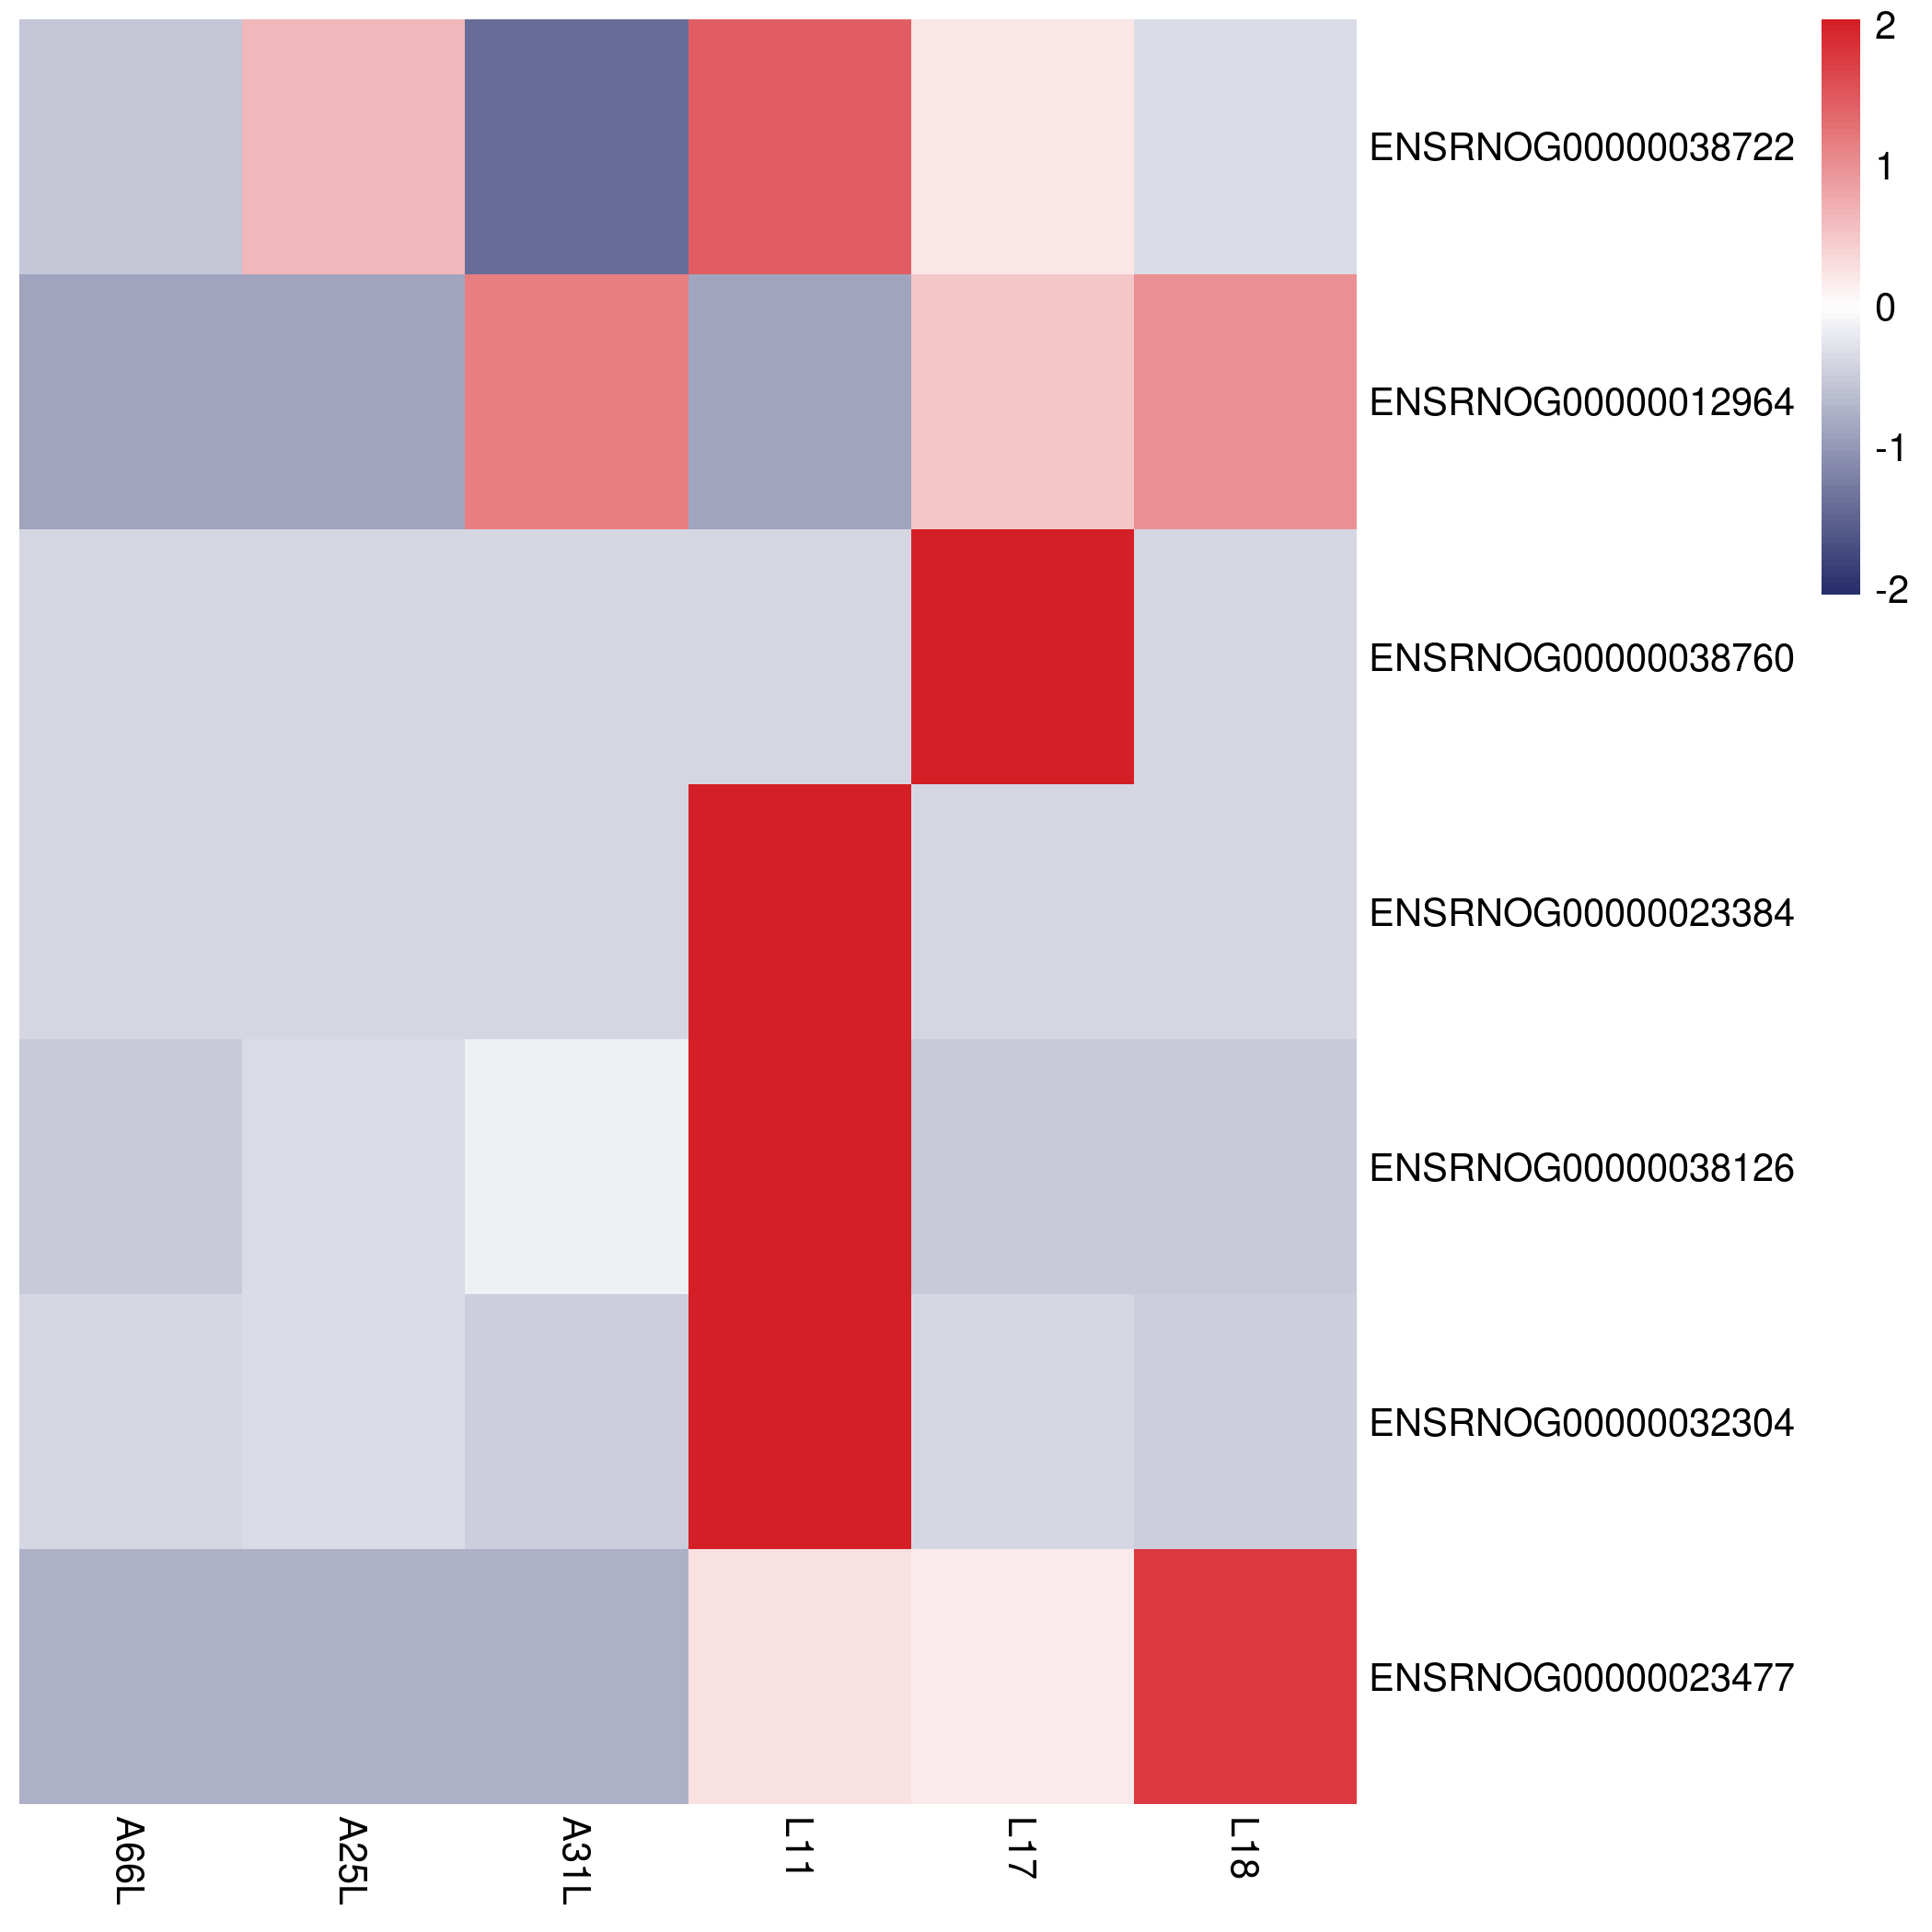 2
1
0
-1
-2
ENSRNOG00000038722
ENSRNOG00000012964
ENSRNOG00000038760
ENSRNOG00000023384
ENSRNOG00000038126
ENSRNOG00000032304
ENSRNOG00000023477
A66L
A25L
A31L
L11
L17
L18